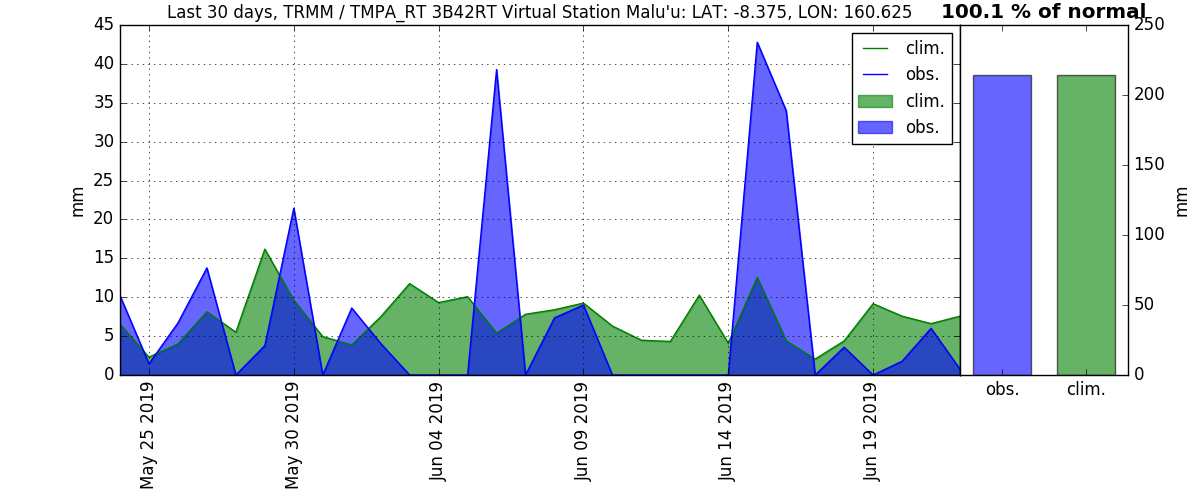 Last 30 days, TRMM / TMPA_RT 3B42RT Virtual Station Malu'u: LAT: -8.375, LON: 160.625
100.1 % of normal
45
40
35
30
25
20
15
10
5
0
mm
clim.
obs.
clim.
obs.
May 25 2019
May 30 2019
Jun 04 2019
Jun 09 2019
Jun 14 2019
Jun 19 2019
250
200
150
100
50
0
mm
obs.
clim.